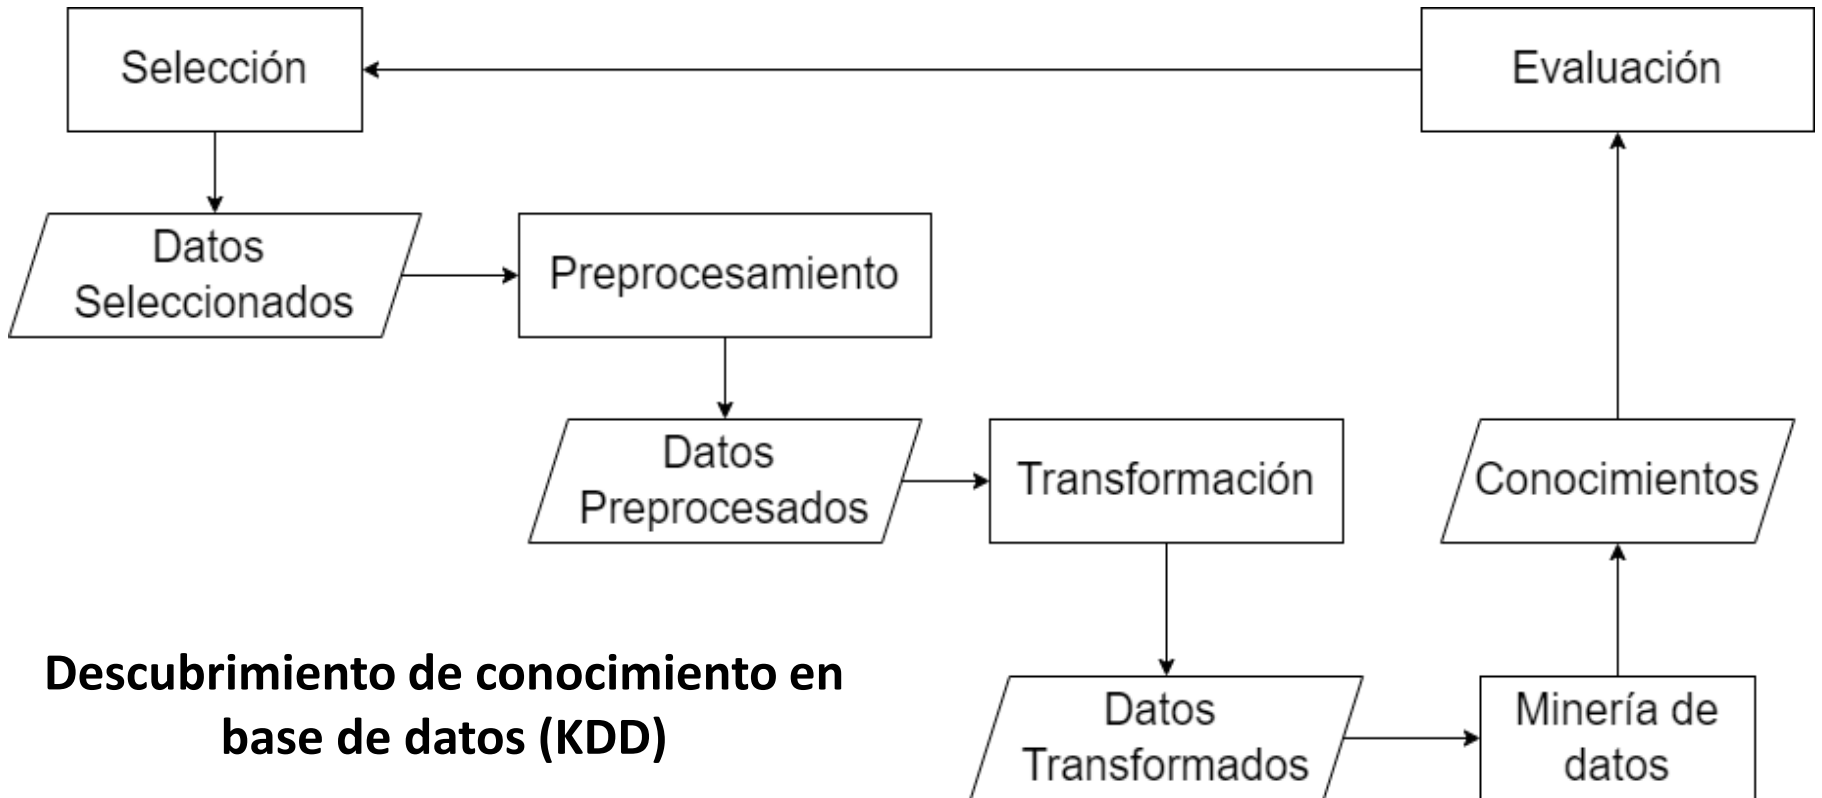 Selección
Evaluación
Datos
Seleccionados
Preprocesamiento
Datos
Preprocesados
Transformación
Conocimientos
Descubrimiento de conocimiento en
base de datos (KDD)
Datos
Transformados
Minería de
datos